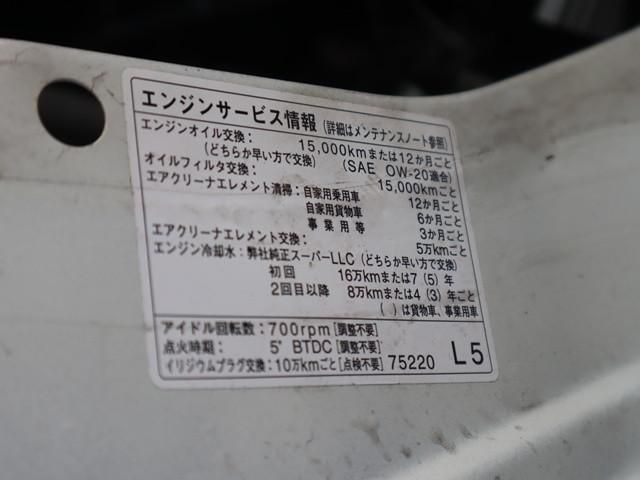 エンジンサービス情報 (詳細はメンテナンスノート参照)
エンジンオイル交換: 15,000kmまたは12か月ごと
(どちらか早い方で交換) (SAE 0W-20適合)
オイルフィルタ交換: 15,000kmごと
エアクリーナエレメント清掃: 自家用乗用車 12か月ごと
自家用貨物車 6か月ごと
事業用等 3か月ごと
エアクリーナエレメント交換: 5万kmごと
エンジン冷却水: 弊社純正スーパーLLC (どちらか早い方で交換)
初回 16万kmまたは7 (5) 年
2回目以降 8万kmまたは4 (3) 年ごと
( ) は貨物車、事業用車
アイドル回転数: 700rpm [調整不要]
点火時期: 5° BTDC [調整不要]
イリジウムプラグ交換: 10万kmごと [点検不要] 75220 L5